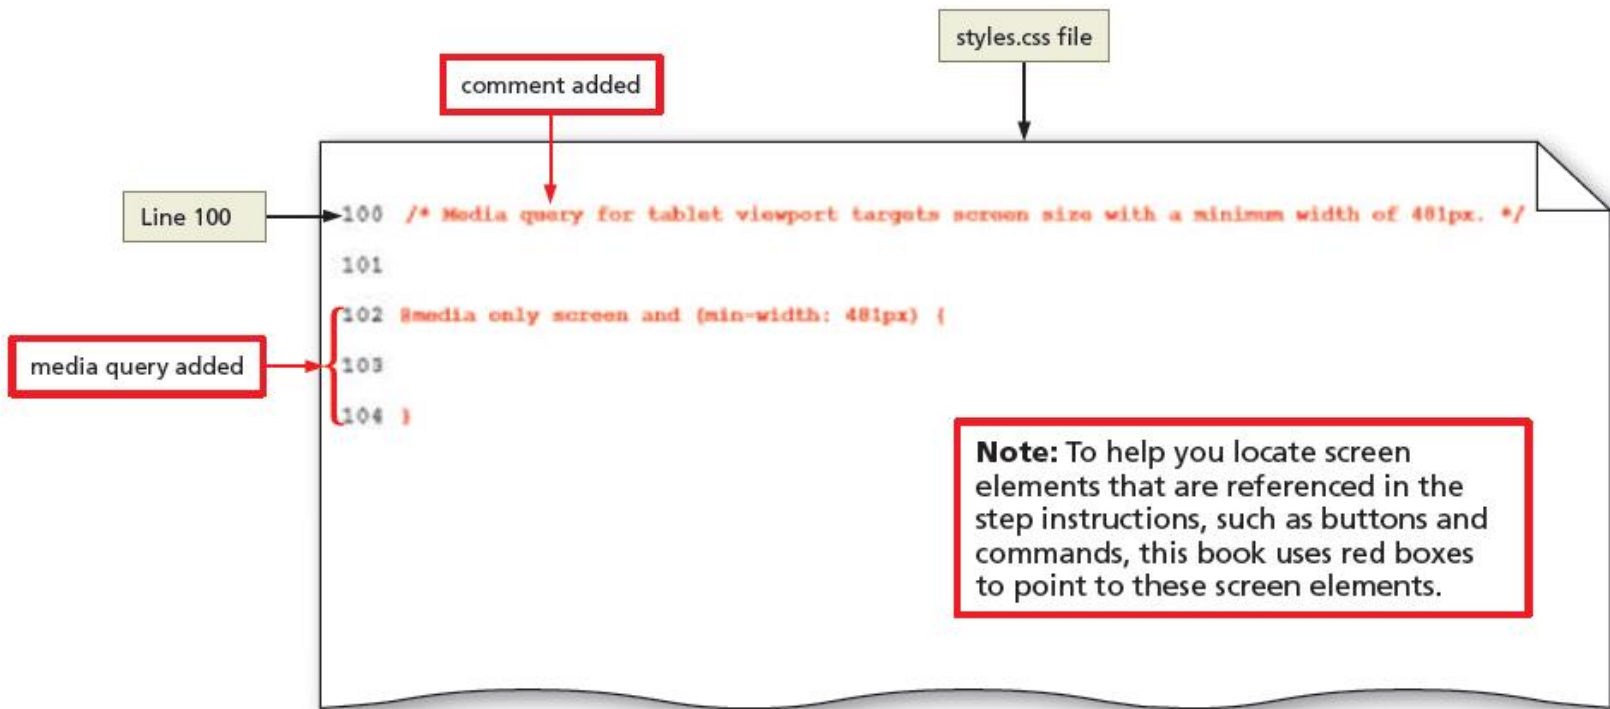 styles.css file
comment added
Line 100
100 /* Media query for tablet viewport targets screen size with a minimum width of 481px. */
101
102 @media only screen and (min-width: 481px) {
media query added
103
104 }
Note: To help you locate screen
elements that are referenced in the
step instructions, such as buttons and
commands, this book uses red boxes
to point to these screen elements.